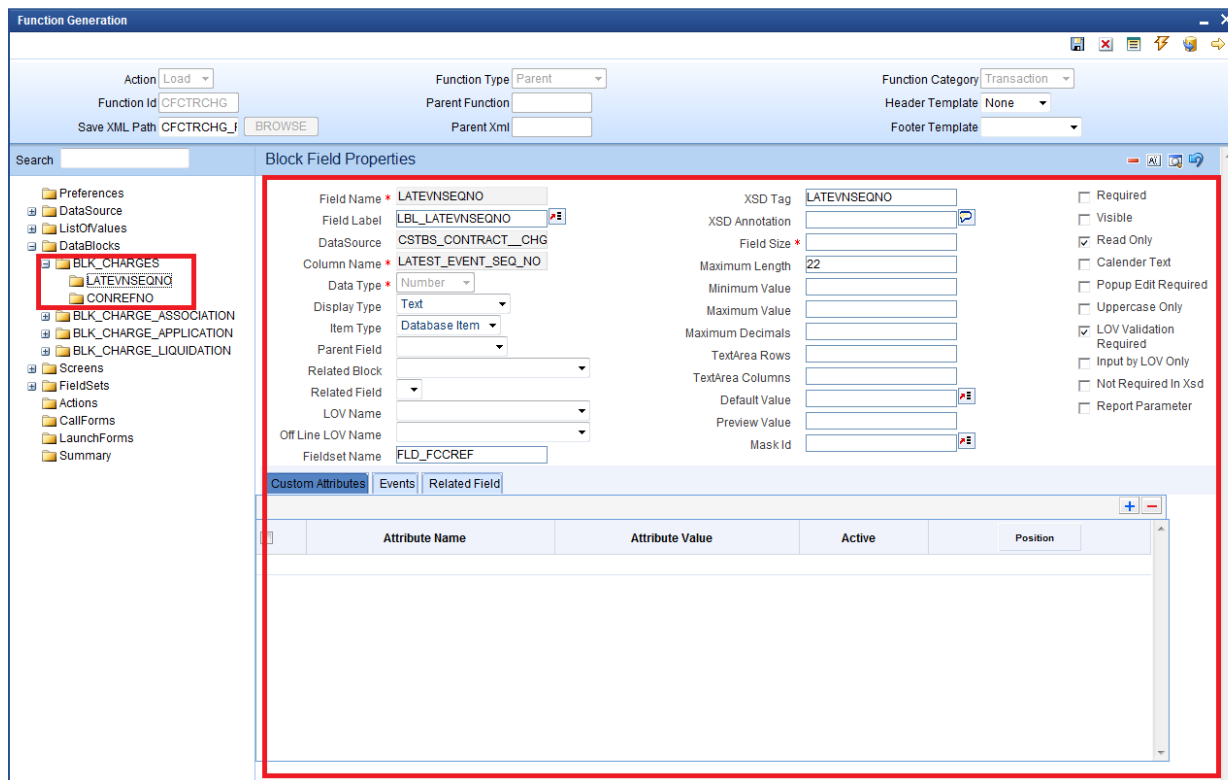 Function Generation
Action Load Function Type Parent Function Category Transaction
Function Id CFCTRCHG Parent Function Header Template None
Save XML Path CFCTRCHG_F BROWSE Parent Xml Footer Template
Search
Block Field Properties
Preferences
DataSource
ListOfValues
DataBlocks
BLK_CHARGES
LATEVNSEQNO
CONREFNO
BLK_CHARGE_ASSOCIATION
BLK_CHARGE_APPLICATION
BLK_CHARGE_LIQUIDATION
Screens
FieldSets
Actions
CallForms
LaunchForms
Summary
Field Name * LATEVNSEQNO
Field Label LBL_LATEVNSEQNO
DataSource CSTBS_CONTRACT__CHG
Column Name * LATEST_EVENT_SEQ_NO
Data Type * Number
Display Type Text
Item Type Database Item
Parent Field
Related Block
Related Field
LOV Name
Off Line LOV Name
Fieldset Name FLD_FCCREF
XSD Tag LATEVNSEQNO
XSD Annotation
Field Size *
Maximum Length 22
Minimum Value
Maximum Value
Maximum Decimals
TextArea Rows
TextArea Columns
Default Value
Preview Value
Mask Id
Required
Visible
Read Only
Calender Text
Popup Edit Required
Uppercase Only
LOV Validation
Required
Input by LOV Only
Not Required In Xsd
Report Parameter
Custom Attributes Events Related Field
Attribute Name Attribute Value Active Position